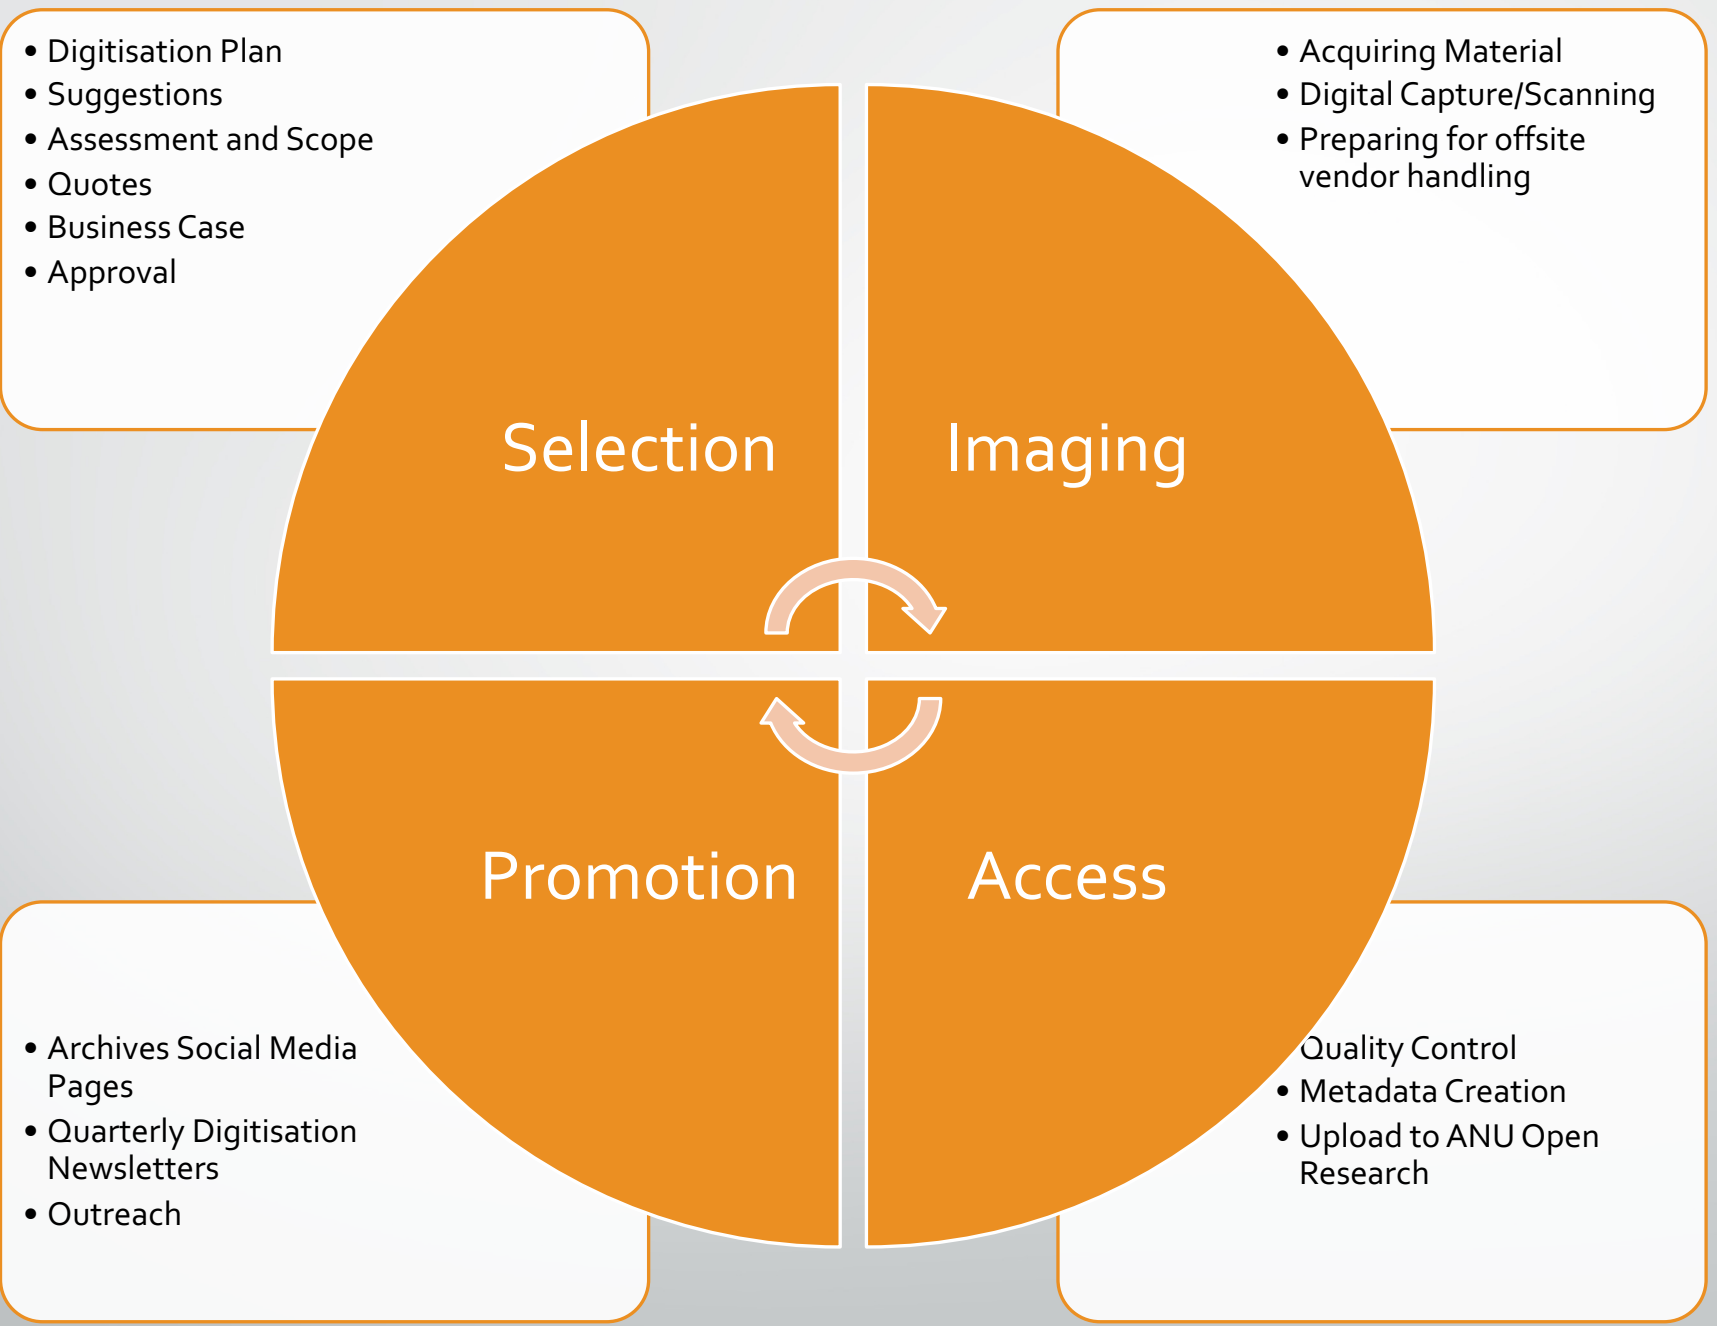 • Digitisation Plan
• Suggestions
• Assessment and Scope
• Quotes
• Business Case
• Approval
• Acquiring Material
• Digital Capture/Scanning
• Preparing for offsite
vendor handling
Selection
Imaging
Promotion
Access
• Archives Social Media
Pages
• Quarterly Digitisation
Newsletters
• Outreach
Quality Control
• Metadata Creation
• Upload to ANU Open
Research